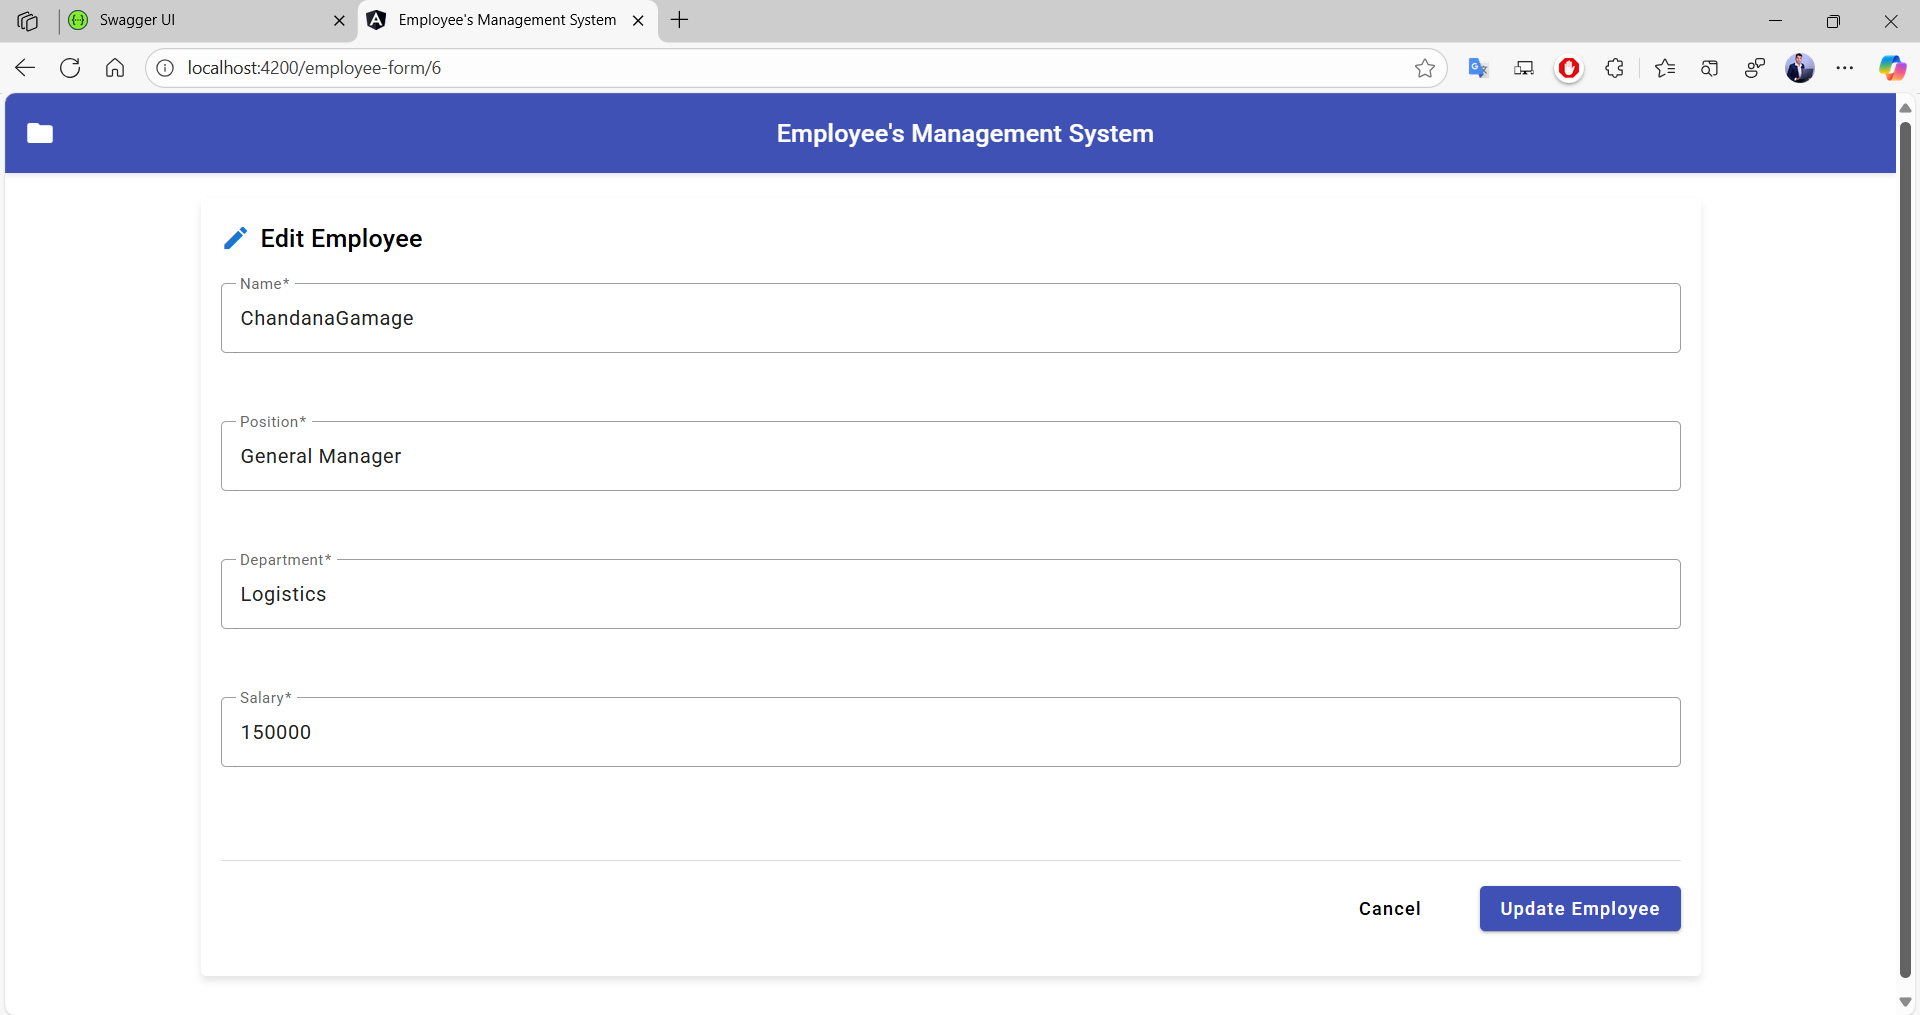 Swagger UI
Employee's Management System
localhost:4200/employee-form/6
Employee's Management System
Edit Employee
Name*
ChandanaGamage
Position*
General Manager
Department*
Logistics
Salary*
150000
Cancel
Update Employee